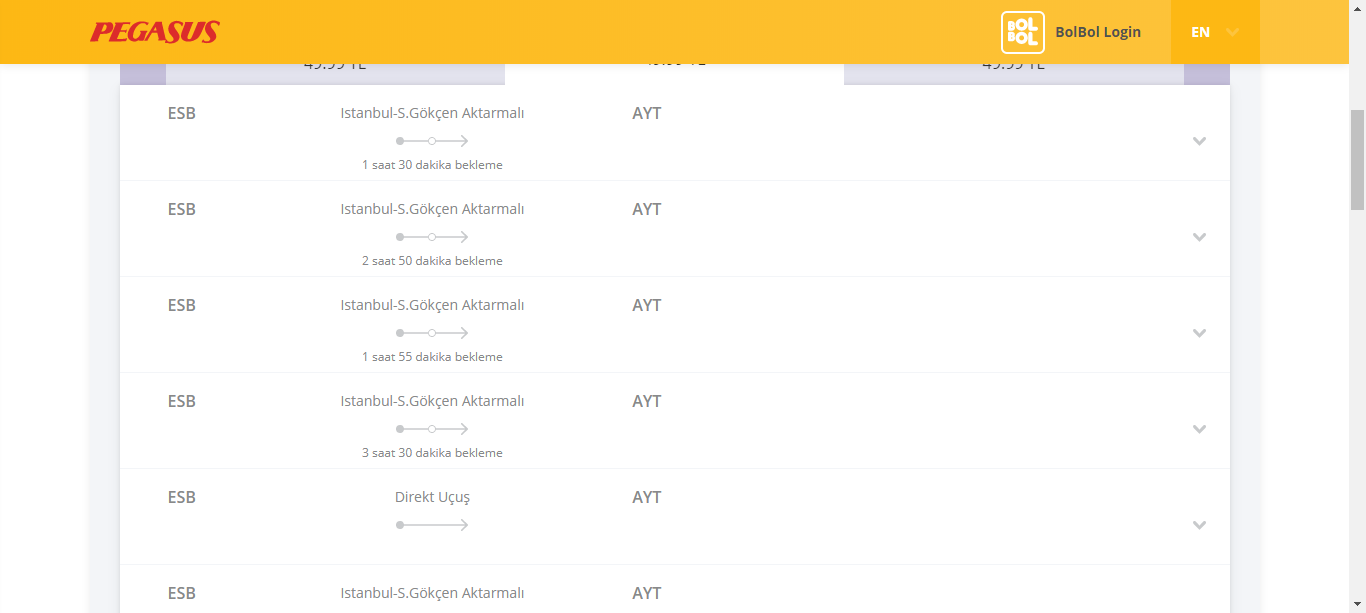 PEGASUS
BOL BOL
BolBol Login
EN
49.99 TL
49.99 TL
ESB
Istanbul-S.Gökçen Aktarmalı
AYT
1 saat 30 dakika bekleme
ESB
Istanbul-S.Gökçen Aktarmalı
AYT
2 saat 50 dakika bekleme
ESB
Istanbul-S.Gökçen Aktarmalı
AYT
1 saat 55 dakika bekleme
ESB
Istanbul-S.Gökçen Aktarmalı
AYT
3 saat 30 dakika bekleme
ESB
Direkt Uçuş
AYT
ESB
Istanbul-S.Gökçen Aktarmalı
AYT